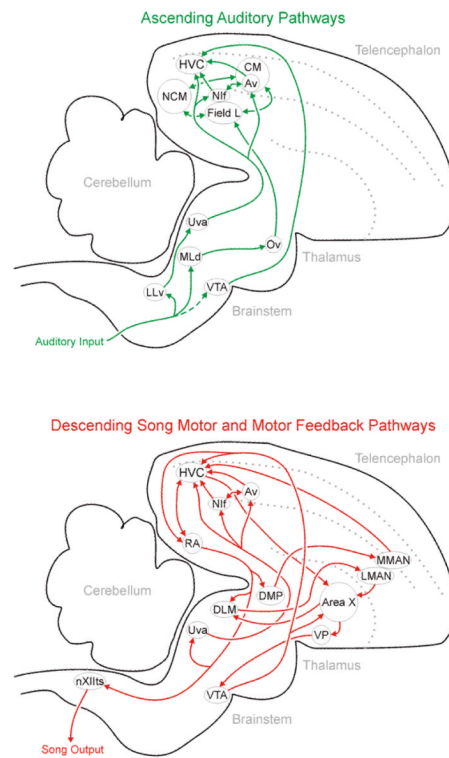 Ascending Auditory Pathways
Telencephalon
HVC
CM
Av
NIf
NCM
Field L
Cerebellum
Uva
Ov
MLd
Thalamus
LLv
VTA
Brainstem
Auditory Input
Descending Song Motor and Motor Feedback Pathways
Telencephalon
HVC
Av
NIf
RA
MMAN
LMAN
Cerebellum
DMP
Area X
DLM
Uva
VP
Thalamus
nXIIts
VTA
Brainstem
Song Output